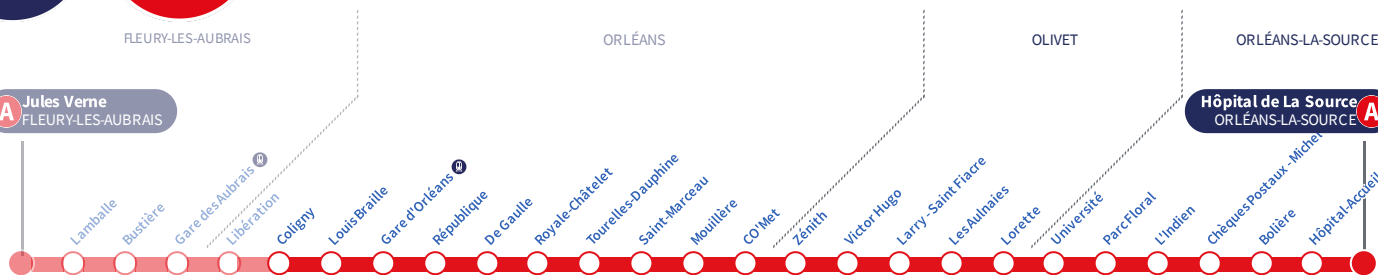 FLEURY-LES-AUBRAIS
ORLÉANS
OLIVET
ORLÉANS-LA-SOURCE
A
Jules Verne
FLEURY-LES-AUBRAIS
Hôpital de La Source
ORLÉANS-LA-SOURCE
A
Lamballe
Bustière
Gare des Aubrais
Libération
Coligny
Louis Braille
Gare d'Orléans
République
De Gaulle
Royale-Châtelet
Tourelles-Dauphine
Saint-Marceau
Mouillère
CO'Met
Zénith
Victor Hugo
Larry - Saint Fiacre
Les Aulnaies
Lorette
Université
Parc Floral
L'Indien
Chèques Postaux - Michel
Bolière
Hôpital-Accueil